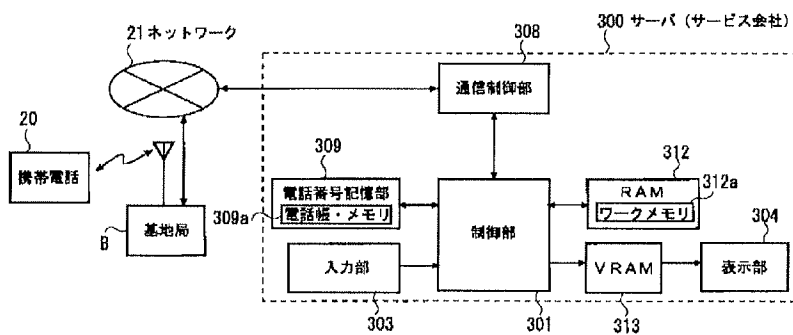 21 ネットワーク
300 サーバ (サービス会社)
308
通信制御部
20
携帯電話
309
312
電話番号記憶部
309a
電話帳・メモリ
RAM
312a
ワークメモリ
304
B
基地局
制御部
入力部
VRAM
表示部
303
301
313